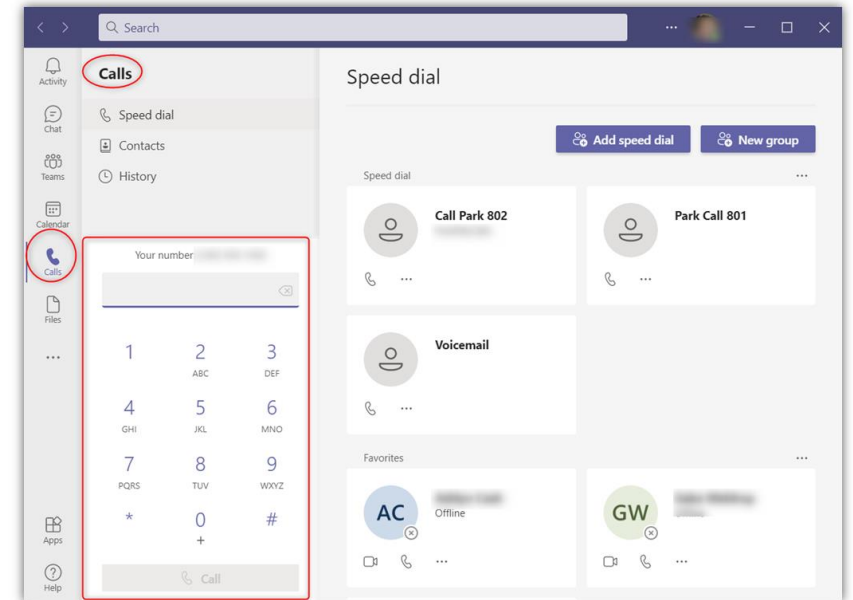 Search
Activity
Chat
Teams
Calendar
Calls
Files
Apps
Help
Calls
Speed dial
Contacts
History
Your number
1
2
ABC
3
DEF
4
GHI
5
JKL
6
MNO
7
PQRS
8
TUV
9
WXYZ
*
0
+
#
Call
Speed dial
Add speed dial
New group
Speed dial
Call Park 802
Park Call 801
Voicemail
Favorites
AC
Offline
GW